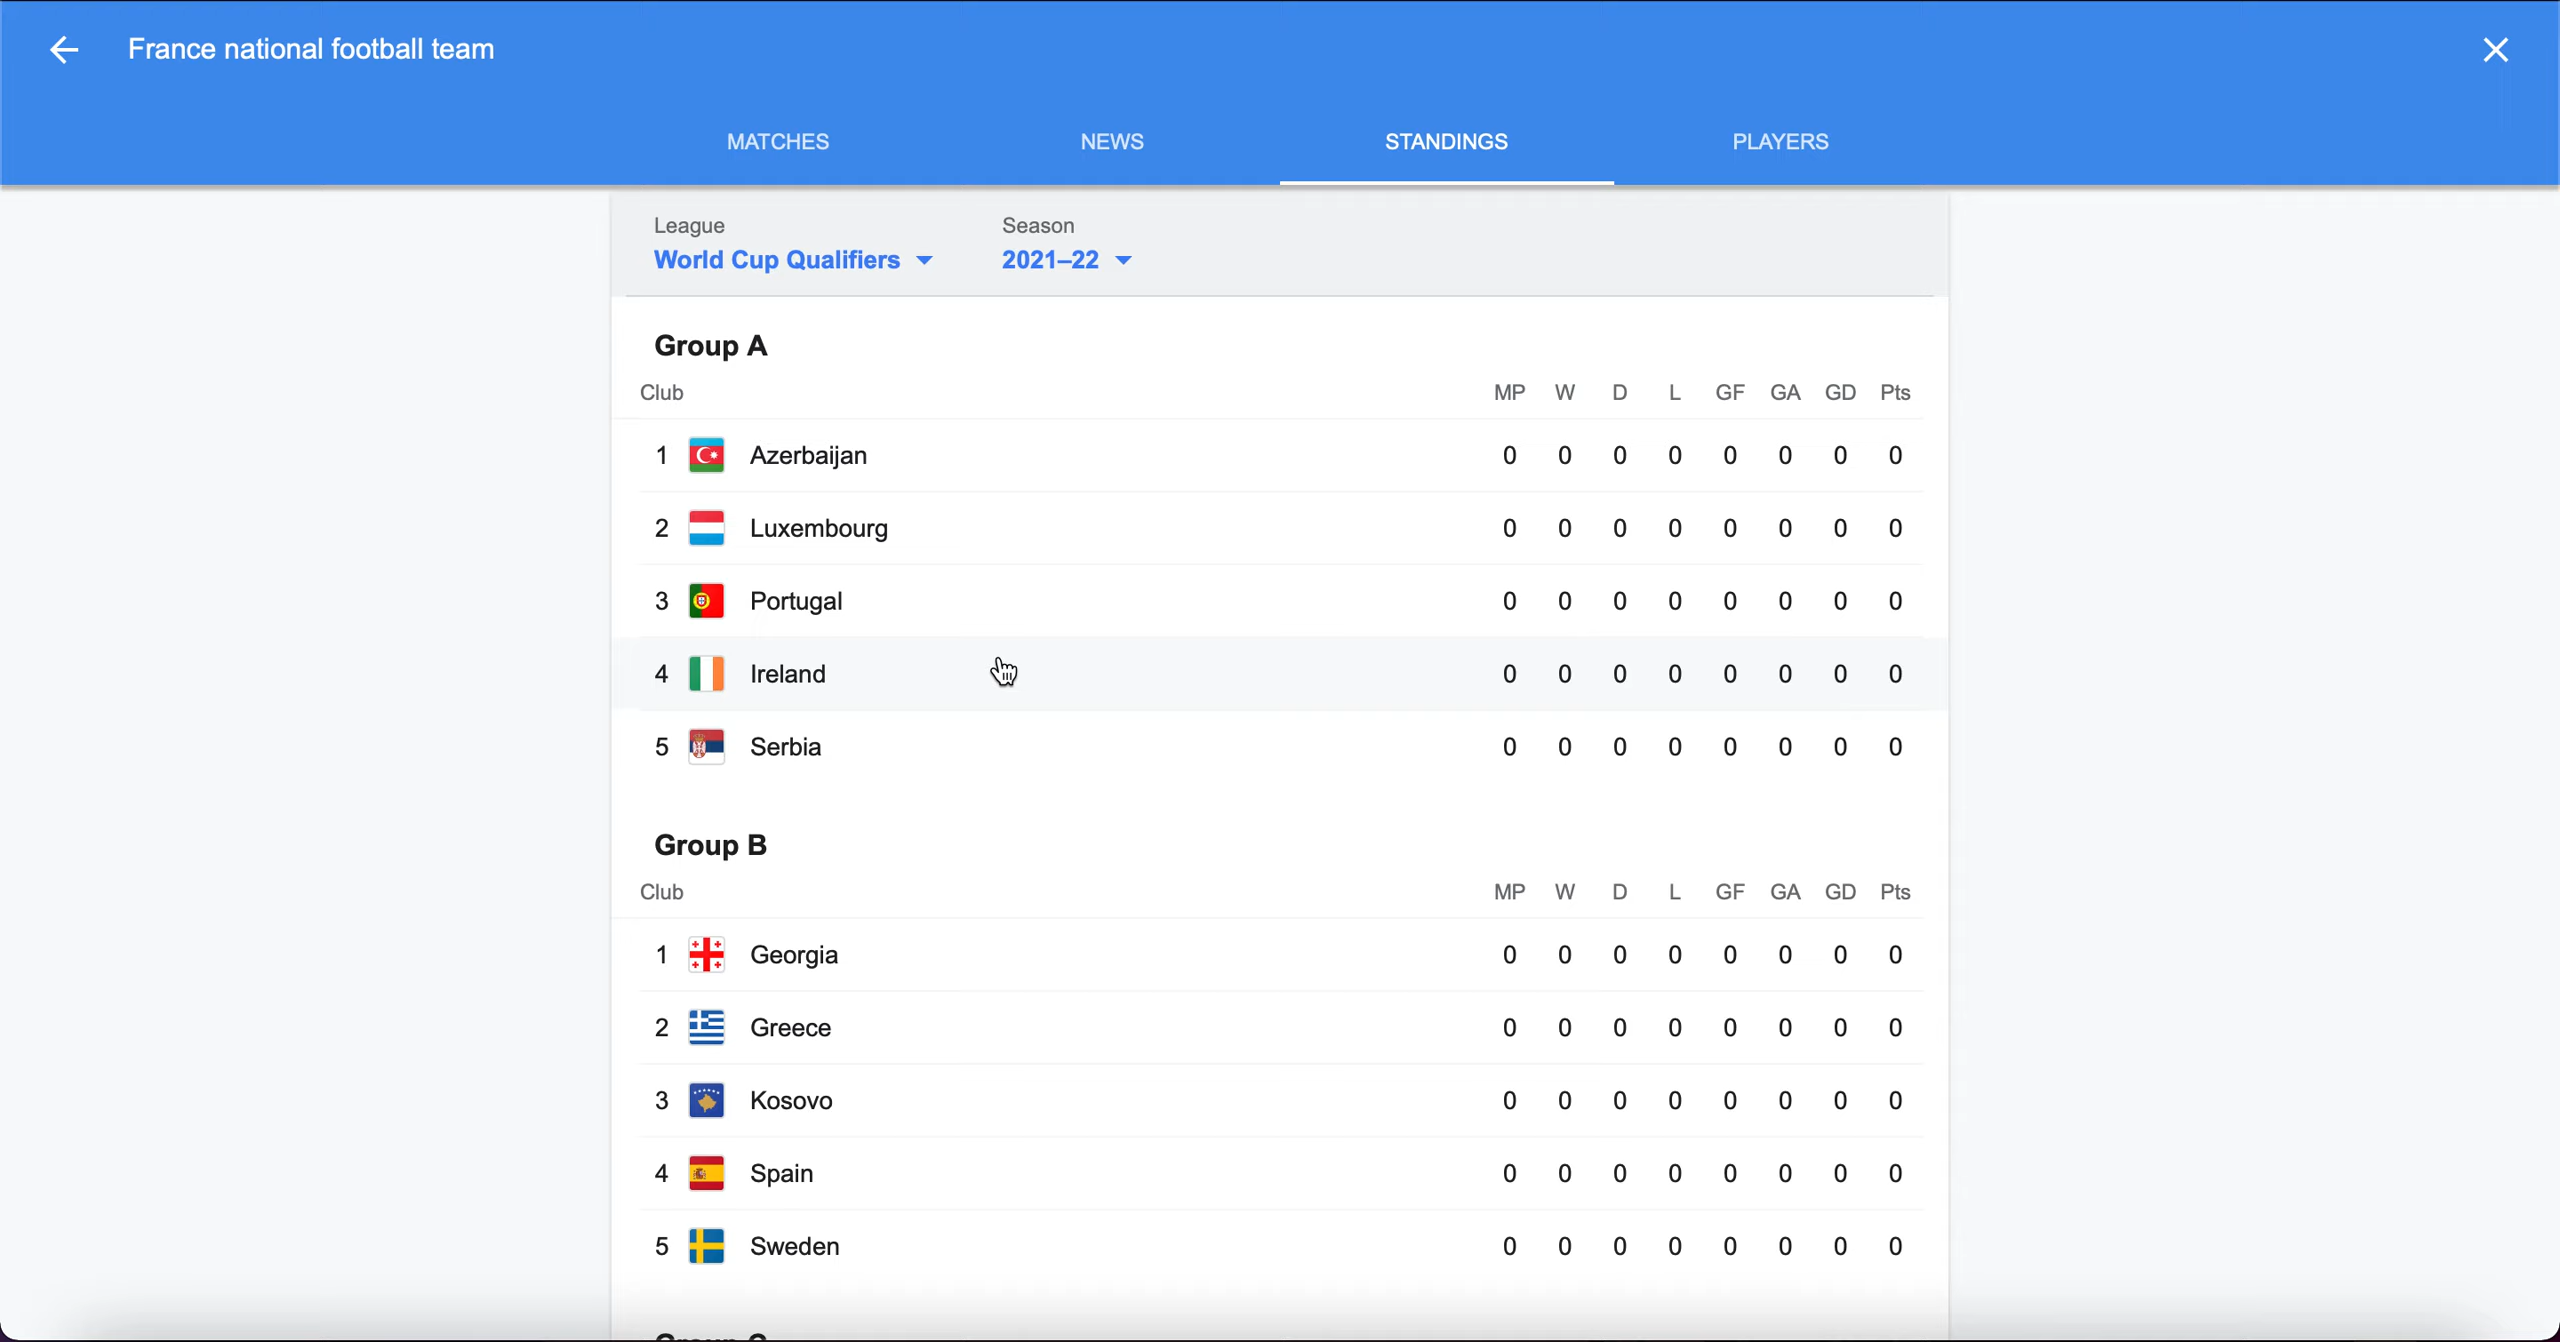 France national football team
MATCHES NEWS STANDINGS PLAYERS
League Season
World Cup Qualifiers 2021–22
Group A
Club MP W D L GF GA GD Pts
1 Azerbaijan 0 0 0 0 0 0 0 0
2 Luxembourg 0 0 0 0 0 0 0 0
3 Portugal 0 0 0 0 0 0 0 0
4 Ireland 0 0 0 0 0 0 0 0
5 Serbia 0 0 0 0 0 0 0 0
Group B
Club MP W D L GF GA GD Pts
1 Georgia 0 0 0 0 0 0 0 0
2 Greece 0 0 0 0 0 0 0 0
3 Kosovo 0 0 0 0 0 0 0 0
4 Spain 0 0 0 0 0 0 0 0
5 Sweden 0 0 0 0 0 0 0 0